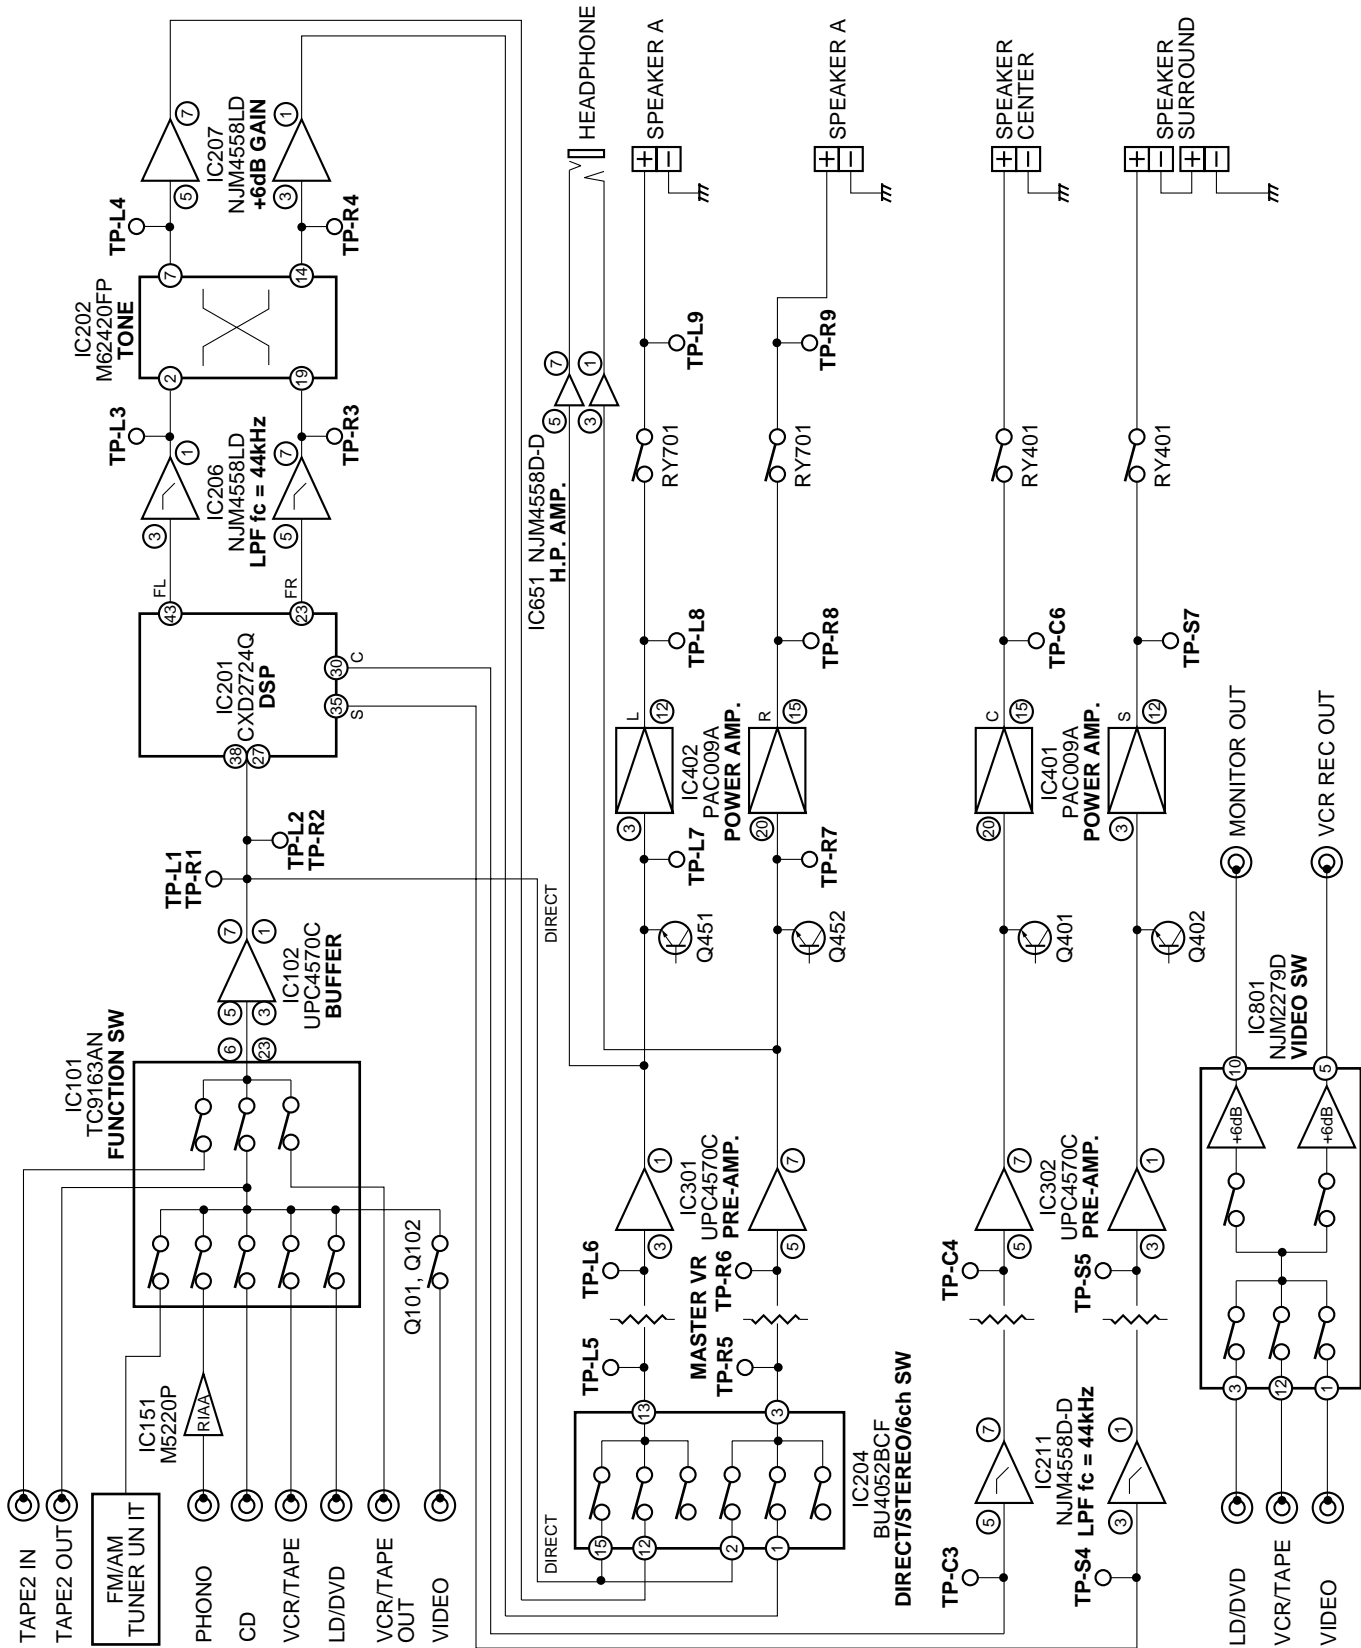 TAPE2 IN
TAPE2 OUT
FM/AM
TUNER UN IT
PHONO
CD
VCR/TAPE
LD/DVD
VCR/TAPE
OUT
VIDEO
IC151
M5220P
RIAA
IC101
TC9163AN
FUNCTION SW
Q101, Q102
6
23
5
3
7
1
IC102
UPC4570C
BUFFER
TP-L1
TP-R1
TP-L2
TP-R2
38
27
IC201
CXD2724Q
DSP
43
FL
23
FR
30
C
35
S
3
1
5
7
IC206
NJM4558LD
LPF fc = 44kHz
TP-L3
TP-R3
2
19
IC202
M62420FP
TONE
7
14
TP-L4
TP-R4
5
7
3
1
IC207
NJM4558LD
+6dB GAIN
DIRECT
DIRECT
15
12
2
1
13
3
IC204
BU4052BCF
DIRECT/STEREO/6ch SW
TP-L5
TP-L6
MASTER VR
TP-R5
TP-R6
3
1
5
7
IC301
UPC4570C
PRE-AMP.
Q451
Q452
TP-L7
TP-R7
3
L
12
20
R
15
IC402
PAC009A
POWER AMP.
TP-L8
TP-R8
RY701
RY701
TP-L9
TP-R9
IC651 NJM4558D-D
H.P. AMP.
5
7
3
1
HEADPHONE
SPEAKER A
+
−
SPEAKER A
+
−
TP-C3
TP-S4
5
7
3
1
IC211
NJM4558D-D
LPF fc = 44kHz
TP-C4
TP-S5
5
7
3
1
IC302
UPC4570C
PRE-AMP.
Q401
Q402
20
C
15
3
S
12
IC401
PAC009A
POWER AMP.
TP-C6
TP-S7
RY401
RY401
SPEAKER
CENTER
+
−
SPEAKER
SURROUND
+
−
+
−
LD/DVD
VCR/TAPE
VIDEO
3
12
1
+6dB
+6dB
10
5
IC801
NJM2279D
VIDEO SW
MONITOR OUT
VCR REC OUT